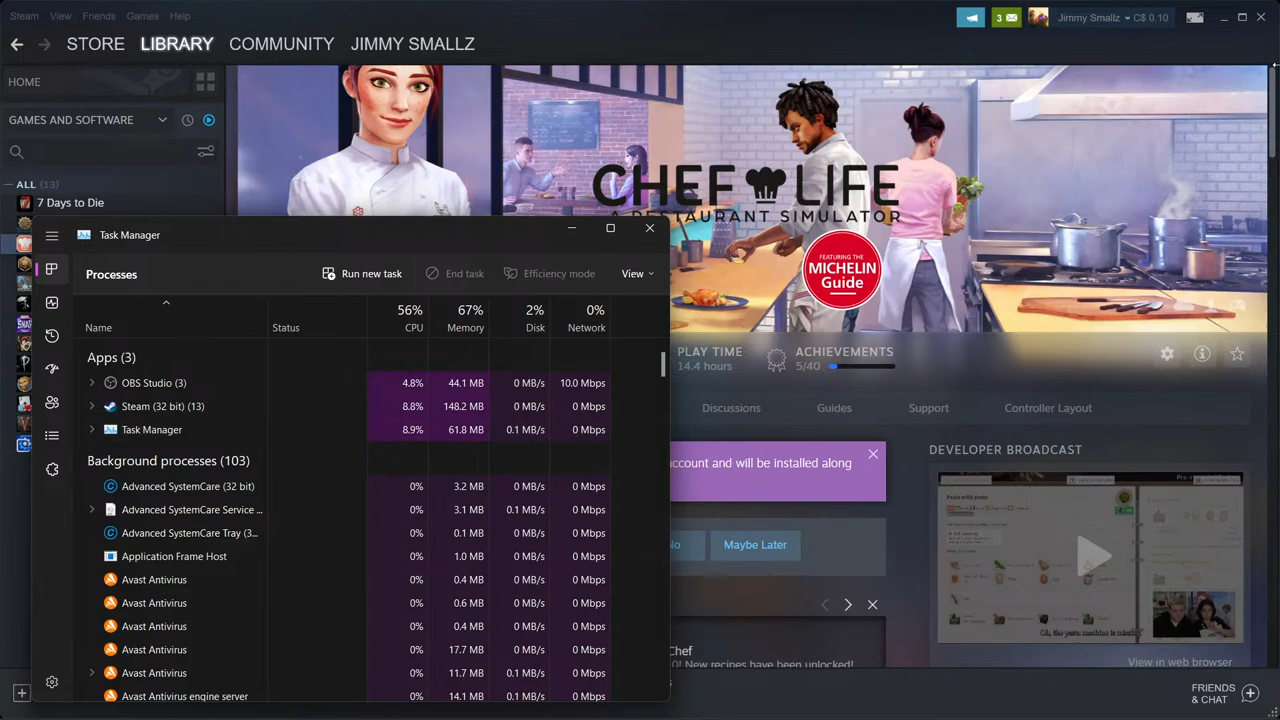 Steam View Friends Games Help
3 Jimmy Smallz C$ 0.10
STORE LIBRARY COMMUNITY JIMMY SMALLZ
HOME
GAMES AND SOFTWARE
ALL (13)
7 Days to Die
CHEF LIFE
A RESTAURANT SIMULATOR
FEATURING THE
MICHELIN
Guide
PLAY TIME
14.4 hours
ACHIEVEMENTS
5/40
Discussions Guides Support Controller Layout
ccount and will be installed along
No Maybe Later
Chef
0! New recipes have been unlocked!
DEVELOPER BROADCAST
View in web browser
FRIENDS
& CHAT
Task Manager
Processes Run new task End task Efficiency mode View
56% 67% 2% 0%
Name Status CPU Memory Disk Network
Apps (3)
OBS Studio (3) 4.8% 44.1 MB 0 MB/s 10.0 Mbps
Steam (32 bit) (13) 8.8% 148.2 MB 0 MB/s 0 Mbps
Task Manager 8.9% 61.8 MB 0.1 MB/s 0 Mbps
Background processes (103)
Advanced SystemCare (32 bit) 0% 3.2 MB 0 MB/s 0 Mbps
Advanced SystemCare Service ... 0% 3.1 MB 0.1 MB/s 0 Mbps
Advanced SystemCare Tray (3... 0% 0.1 MB 0 MB/s 0 Mbps
Application Frame Host 0% 1.0 MB 0 MB/s 0 Mbps
Avast Antivirus 0% 0.4 MB 0 MB/s 0 Mbps
Avast Antivirus 0% 0.6 MB 0 MB/s 0 Mbps
Avast Antivirus 0% 0.4 MB 0 MB/s 0 Mbps
Avast Antivirus 0% 17.7 MB 0 MB/s 0 Mbps
Avast Antivirus 0% 11.7 MB 0.1 MB/s 0 Mbps
Avast Antivirus engine server 0% 14.1 MB 0.1 MB/s 0 Mbps